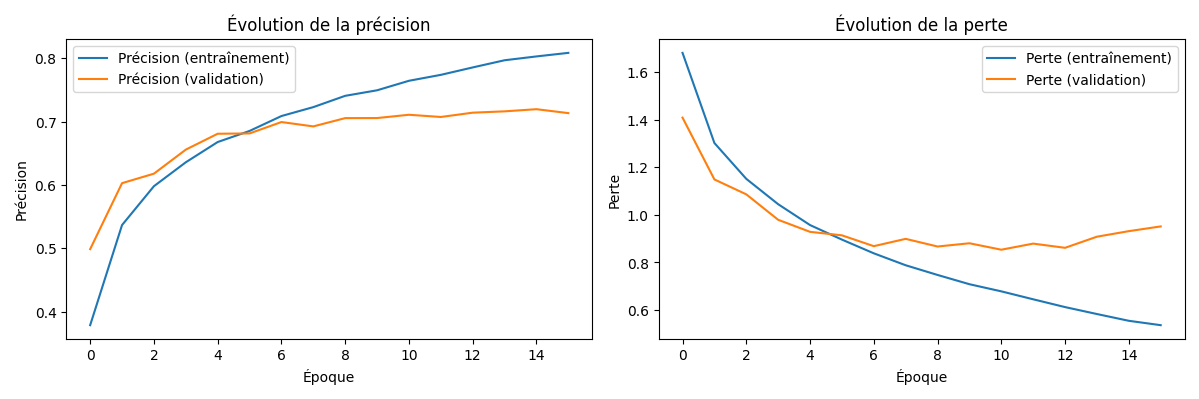 Évolution de la précision
Précision (entraînement)
Précision (validation)
0.8
0.7
0.6
0.5
0.4
Précision
0 2 4 6 8 10 12 14
Époque
Évolution de la perte
Perte (entraînement)
Perte (validation)
1.6
1.4
1.2
1.0
0.8
0.6
Perte
0 2 4 6 8 10 12 14
Époque